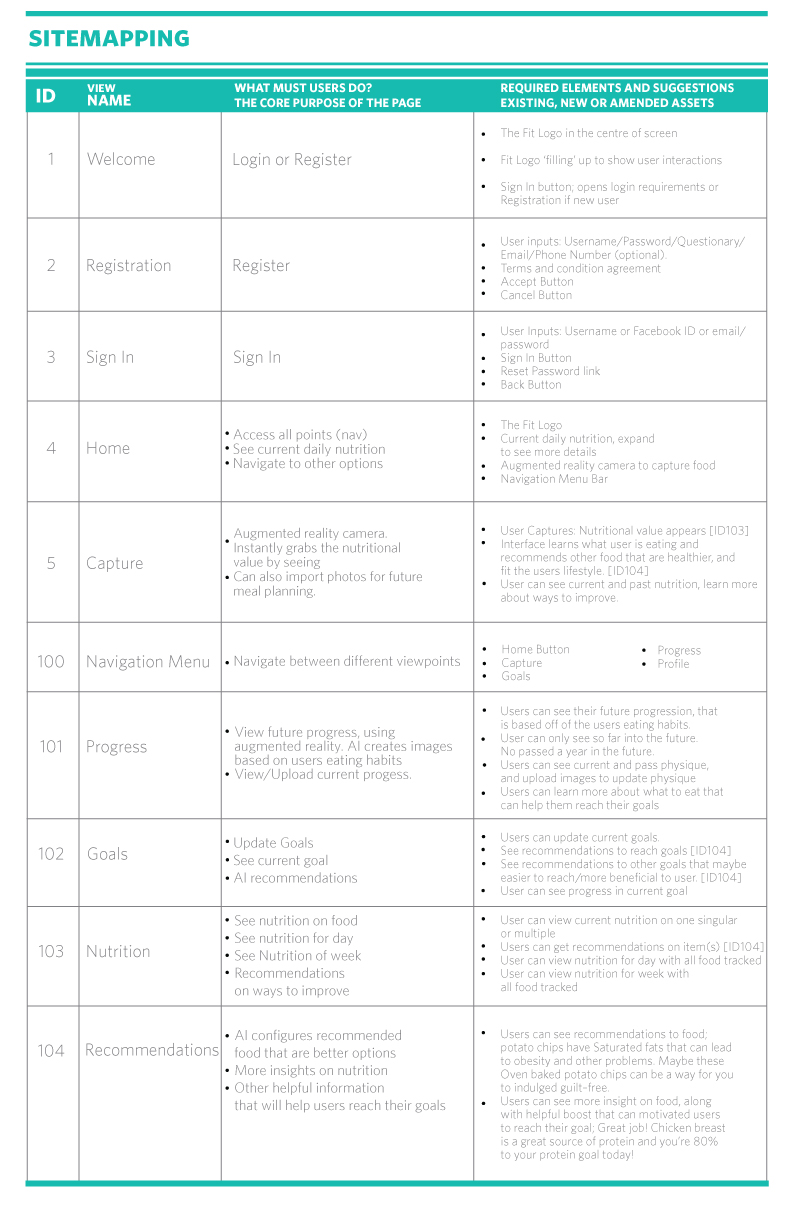 SITEMAPPING
ID
VIEW
NAME
WHAT MUST USERS DO?
THE CORE PURPOSE OF THE PAGE
REQUIRED ELEMENTS AND SUGGESTIONS
EXISTING, NEW OR AMENDED ASSETS
1
Welcome
Login or Register
• The Fit Logo in the centre of screen
• Fit Logo ‘filling’ up to show user interactions
• Sign In button; opens login requirements or
Registration if new user
2
Registration
Register
• User inputs: Username/Password/Questionary/
Email/Phone Number (optional).
• Terms and condition agreement
• Accept Button
• Cancel Button
3
Sign In
Sign In
• User Inputs: Username or Facebook ID or email/
password
• Sign In Button
• Reset Password link
• Back Button
4
Home
• Access all points (nav)
• See current daily nutrition
• Navigate to other options
• The Fit Logo
• Current daily nutrition, expand
to see more details
• Augmented reality camera to capture food
• Navigation Menu Bar
5
Capture
• Augmented reality camera.
Instantly grabs the nutritional
value by seeing
• Can also import photos for future
meal planning.
• User Captures: Nutritional value appears [ID103]
• Interface learns what user is eating and
recommends other food that are healthier, and
fit the users lifestyle. [ID104]
• User can see current and past nutrition, learn more
about ways to improve.
100
Navigation Menu
• Navigate between different viewpoints
• Home Button
• Capture
• Goals
• Progress
• Profile
101
Progress
• View future progress, using
augmented reality. AI creates images
based on users eating habits
• View/Upload current progess.
• Users can see their future progression, that
is based off of the users eating habits.
• User can only see so far into the future.
No passed a year in the future.
• Users can see current and pass physique,
and upload images to update physique
• Users can learn more about what to eat that
can help them reach their goals
102
Goals
• Update Goals
• See current goal
• AI recommendations
• Users can update current goals.
• See recommendations to reach goals [ID104]
• See recommendations to other goals that maybe
easier to reach/more beneficial to user. [ID104]
• User can see progress in current goal
103
Nutrition
• See nutrition on food
• See nutrition for day
• See Nutrition of week
• Recommendations
on ways to improve
• User can view current nutrition on one singular
or multiple
• Users can get recommendations on item(s) [ID104]
• User can view nutrition for day with all food tracked
• User can view nutrition for week with
all food tracked
104
Recommendations
• AI configures recommended
food that are better options
• More insights on nutrition
• Other helpful information
that will help users reach their goals
• Users can see recommendations to food;
potato chips have Saturated fats that can lead
to obesity and other problems. Maybe these
Oven baked potato chips can be a way for you
to indulged guilt-free.
• Users can see more insight on food, along
with helpful boost that can motivated users
to reach their goal; Great job! Chicken breast
is a great source of protein and you’re 80%
to your protein goal today!